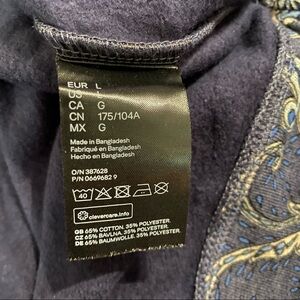 EUR L
US L
CA G
CN 175/104A
MX G
Made in Bangladesh
Fabriqué en Bangladesh
Hecho en Bangladesh
O/N 387628
P/N 0669682 9
40
clevercare.info
GB 65% COTTON, 35% POLYESTER.
CZ 65% BAVLNA, 35% POLYESTER.
DE 65% BAUMWOLLE, 35% POLYESTER.